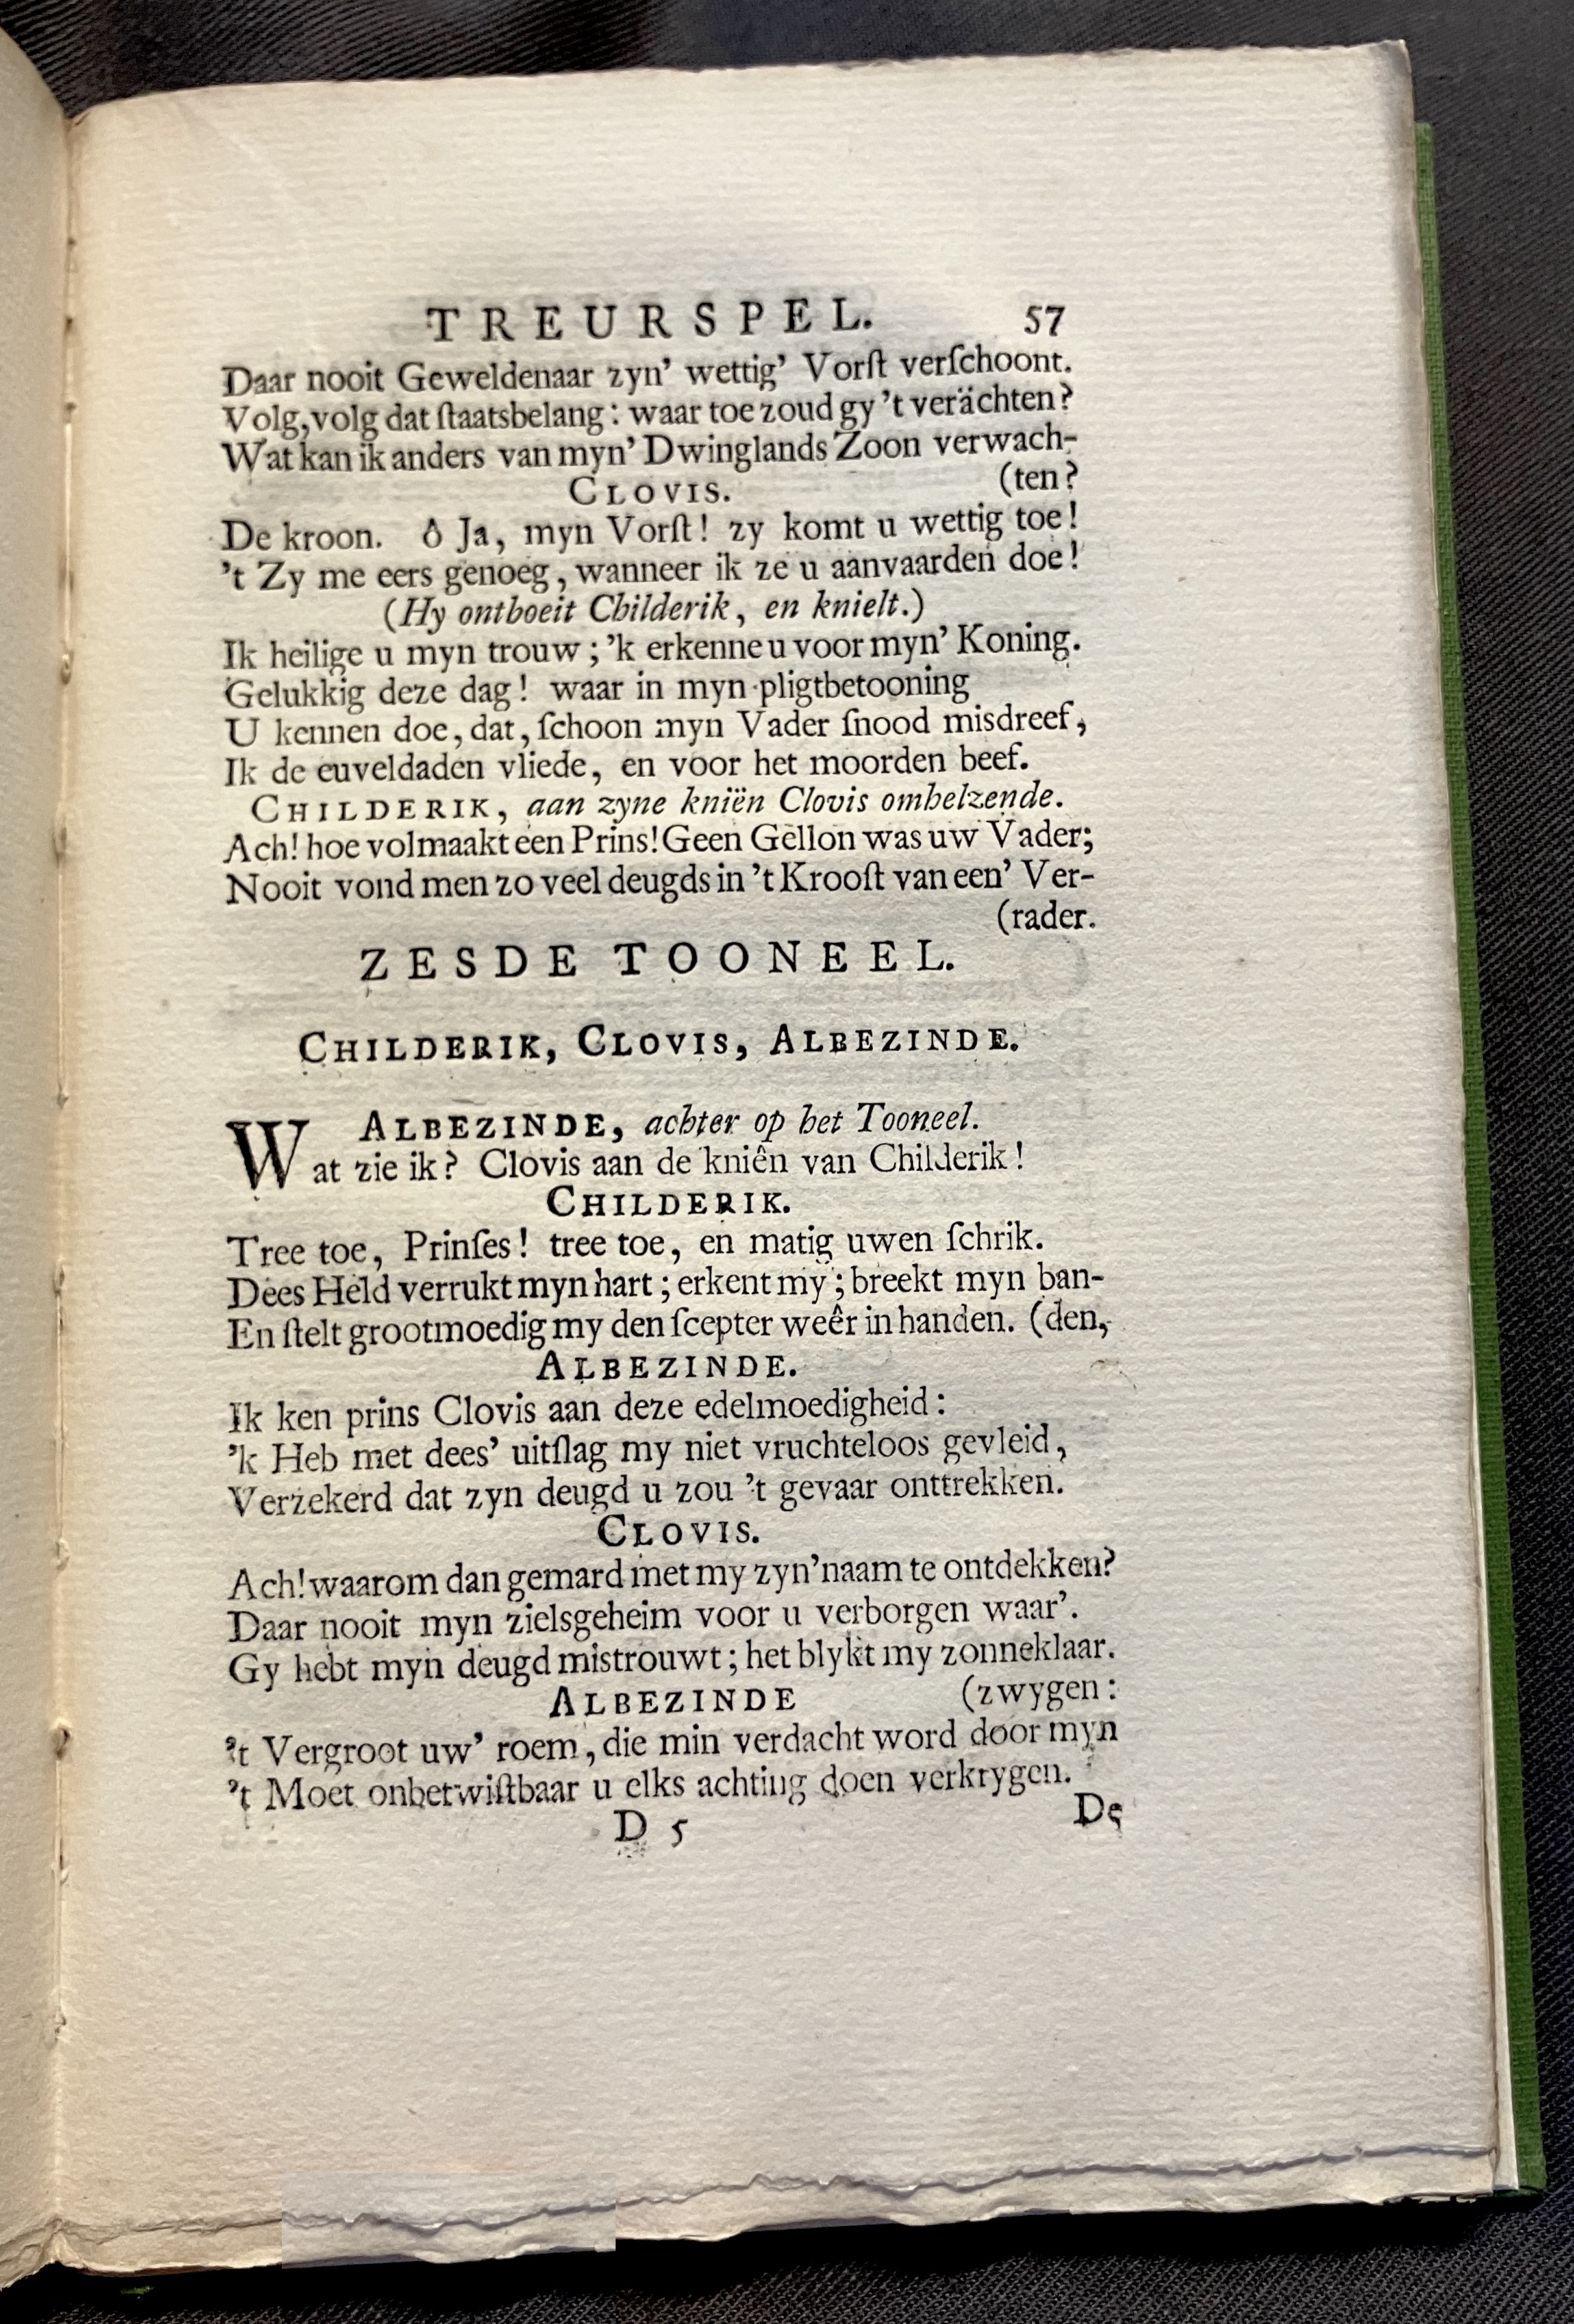 TREURSPEL. 57
Daar nooit Geweldenaar zyn' wettig' Vorſt verſchoont.
Volg, volg dat ſtaatsbelang: waar toe zoud gy 't verächten?
Wat kan ik anders van myn' Dwinglands Zoon verwach-
(ten?
CLOVIS.
De kroon. ô Ja, myn Vorſt! zy komt u wettig toe!
't Zy me eers genoeg, wanneer ik ze u aanvaarden doe!
(Hy ontboeit Childerik, en knielt.)
Ik heilige u myn trouw; 'k erkenne u voor myn' Koning.
Gelukkig deze dag! waar in myn pligtbetooning
U kennen doe, dat, ſchoon myn Vader ſnood misdreef,
Ik de euveldaden vliede, en voor het moorden beef.
CHILDERIK, aan zyne kniën Clovis omhelzende.
Ach! hoe volmaakt een Prins! Geen Gellon was uw Vader;
Nooit vond men zo veel deugds in 't Krooſt van een' Ver-
(rader.
ZESDE TOONEEL.
CHILDERIK, CLOVIS, ALBEZINDE.
ALBEZINDE, achter op het Tooneel.
Wat zie ik? Clovis aan de kniên van Childerik!
CHILDERIK.
Tree toe, Prinſes! tree toe, en matig uwen ſchrik.
Dees Held verrukt myn hart; erkent mÿ; breekt myn ban-
En ſtelt grootmoedig my den ſcepter weêr in handen. (den,
ALBEZINDE.
Ik ken prins Clovis aan deze edelmoedigheid:
'k Heb met dees' uitſlag my niet vruchteloos gevleid,
Verzekerd dat zyn deugd u zou 't gevaar onttrekken.
CLOVIS.
Ach! waarom dan gemard met my zyn' naam te ontdekken?
Daar nooit myn zielsgeheim voor u verborgen waar'.
Gy hebt myn deugd mistrouwt; het blykt my zonneklaar.
ALBEZINDE (zwygen:
't Vergroot uw' roem, die min verdacht word door myn
't Moet onbetwiſtbaar u elks achting doen verkrygen.
D 5 De